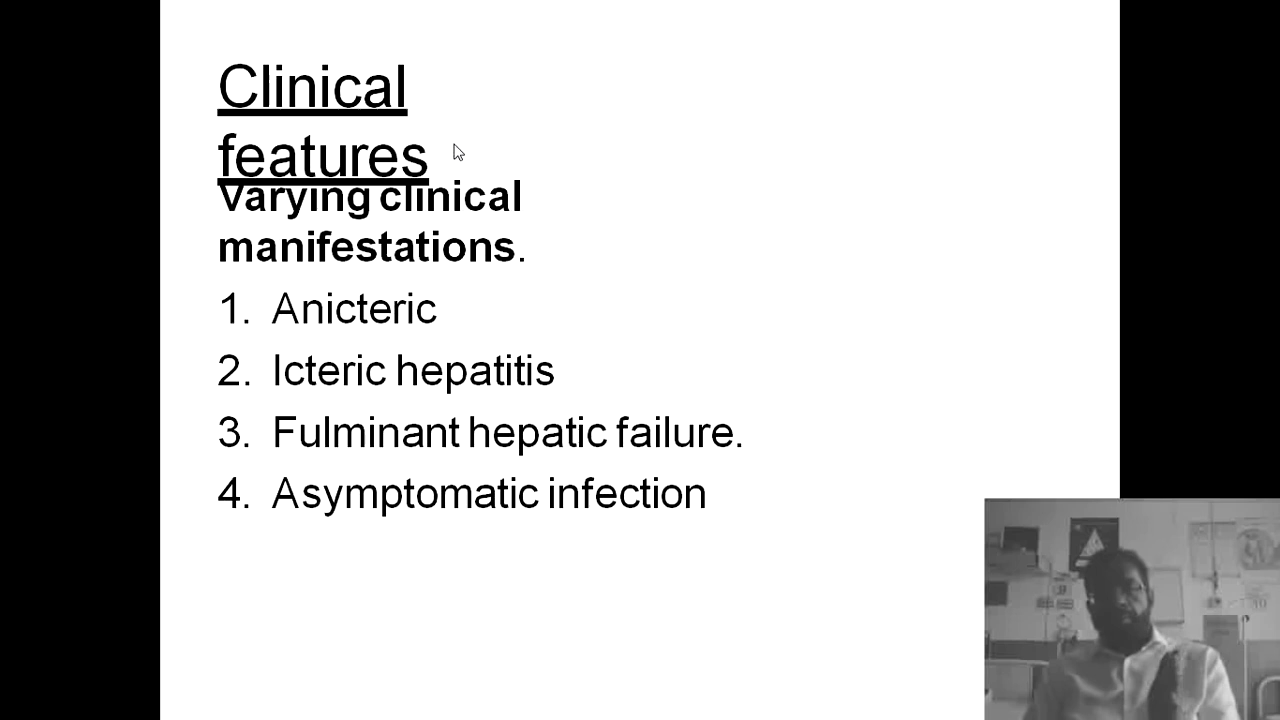 Clinical
features
Varying clinical
manifestations.
1. Anicteric
2. Icteric hepatitis
3. Fulminant hepatic failure.
4. Asymptomatic infection